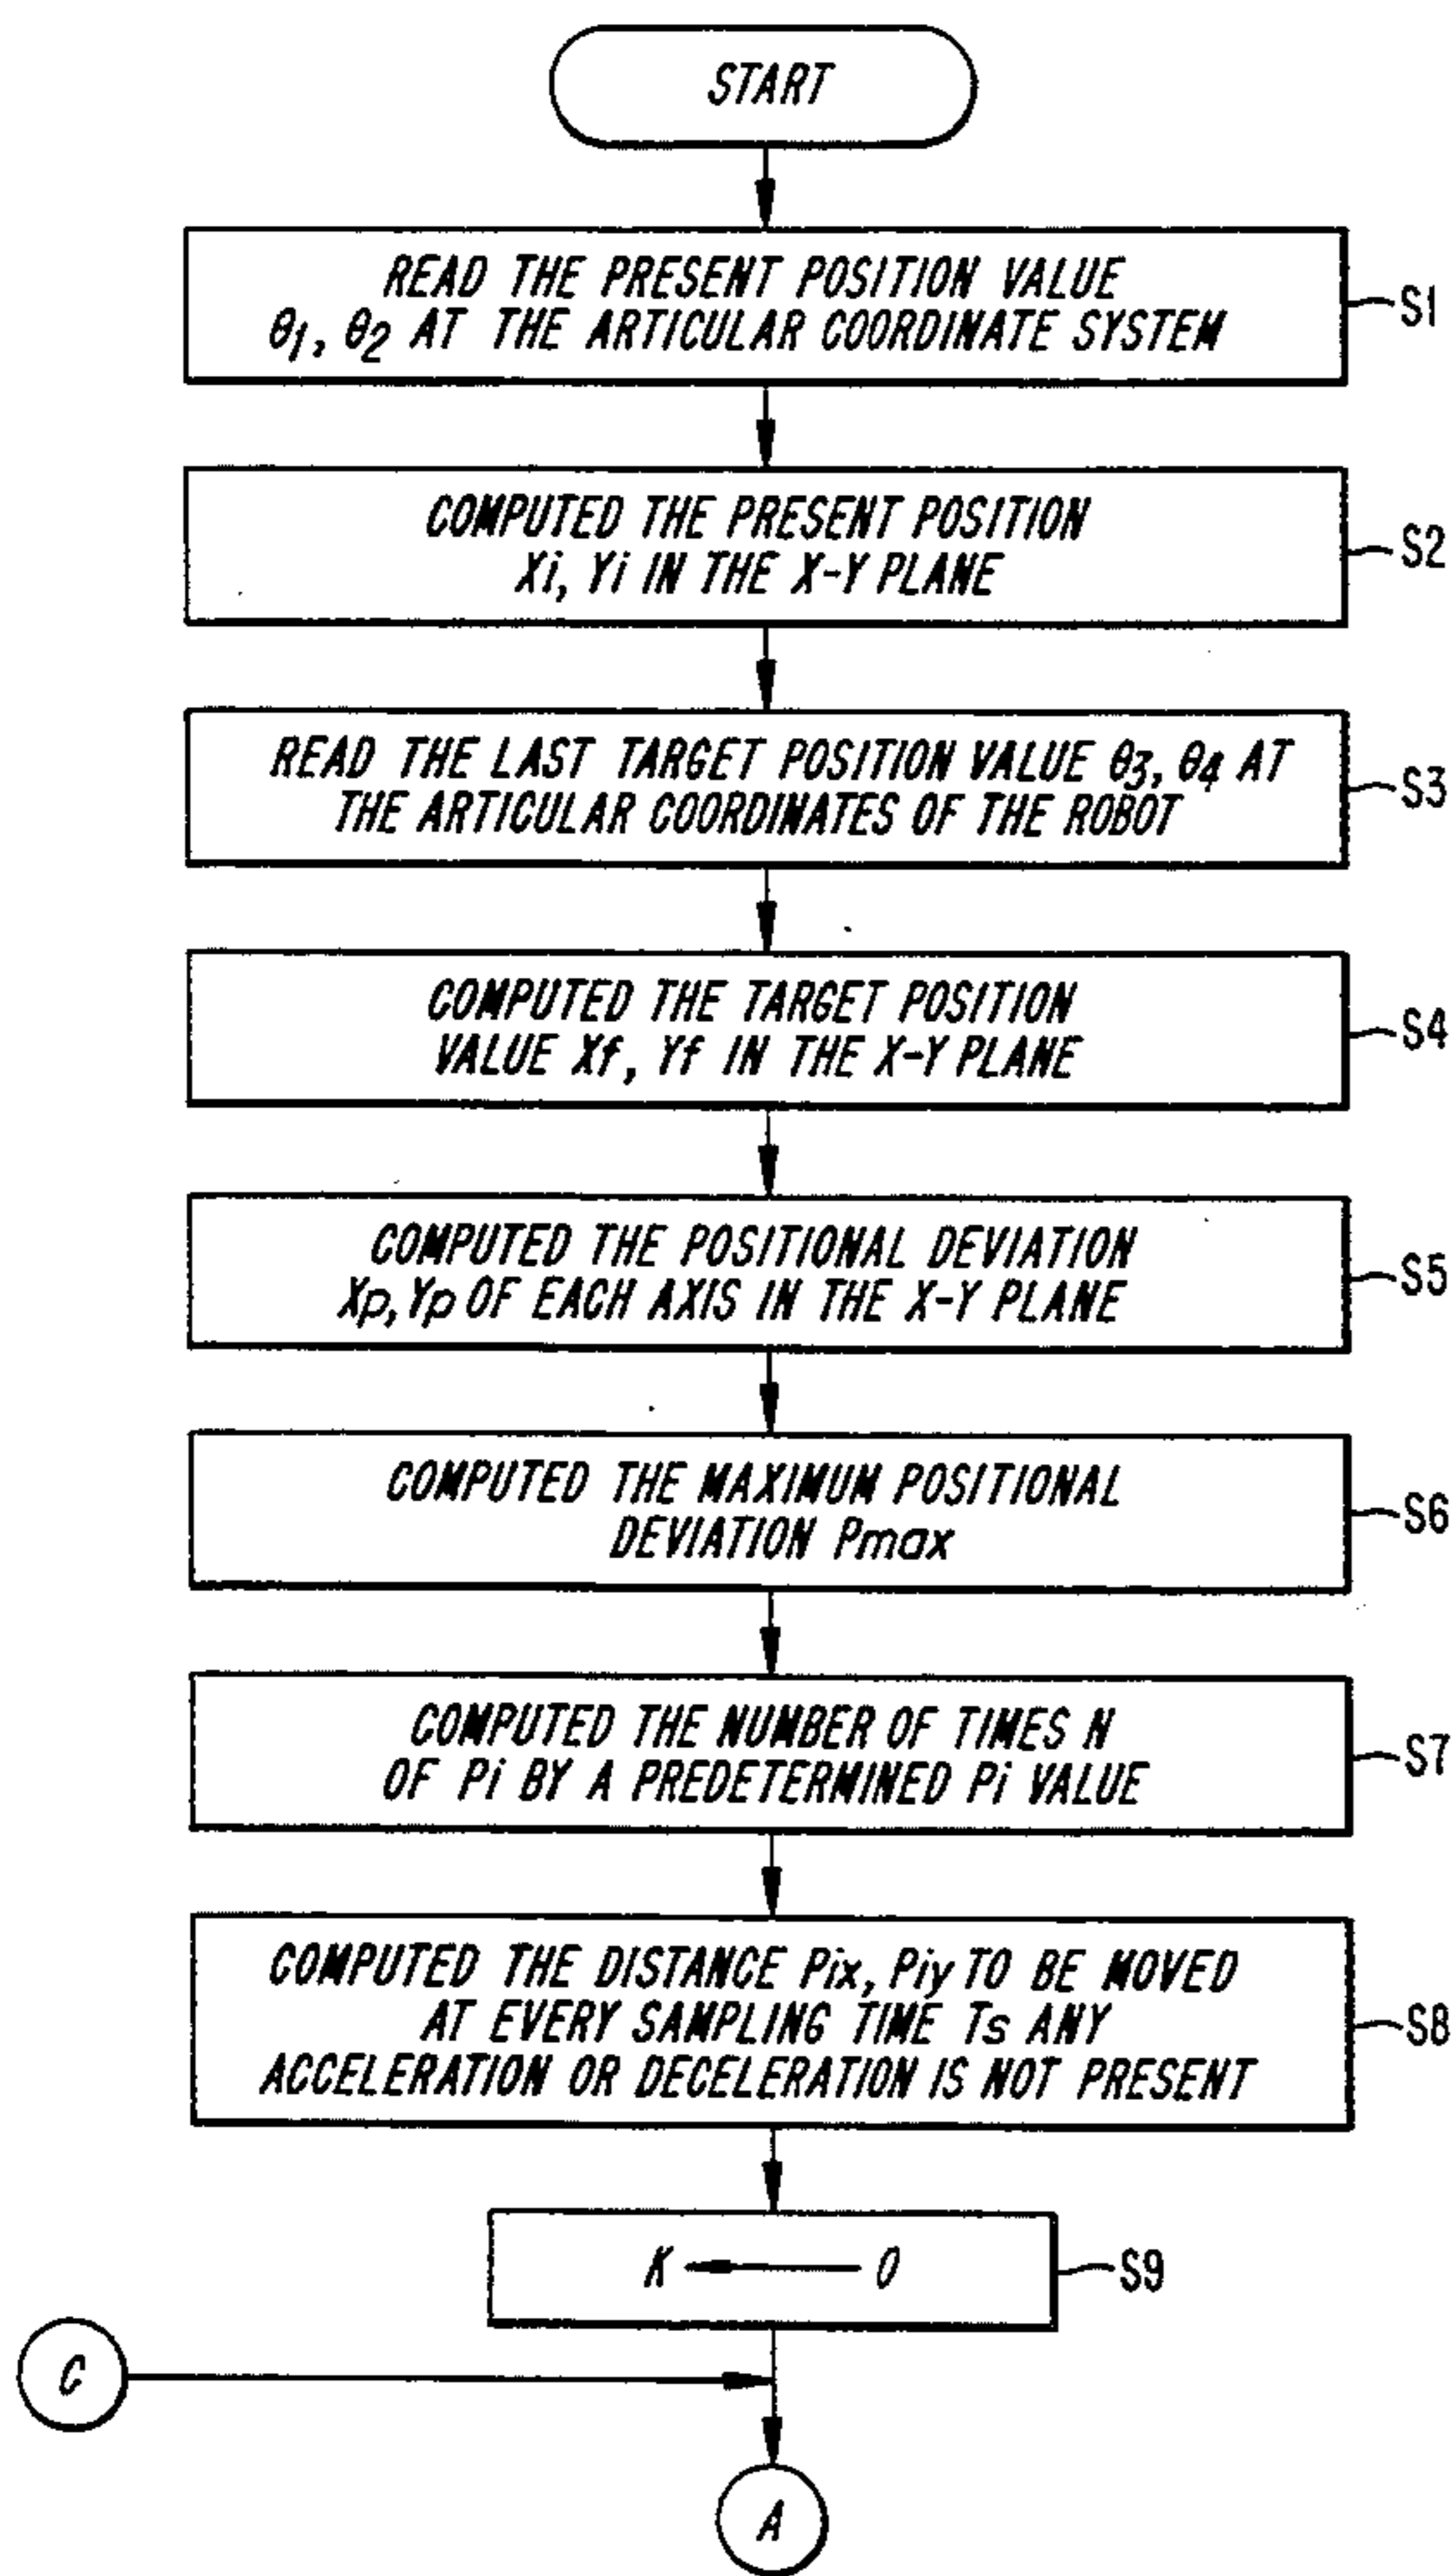 START
READ THE PRESENT POSITION VALUE
θ1, θ2 AT THE ARTICULAR COORDINATE SYSTEM
S1
COMPUTED THE PRESENT POSITION
Xi, Yi IN THE X-Y PLANE
S2
READ THE LAST TARGET POSITION VALUE θ3, θ4 AT
THE ARTICULAR COORDINATES OF THE ROBOT
S3
COMPUTED THE TARGET POSITION
VALUE Xf, Yf IN THE X-Y PLANE
S4
COMPUTED THE POSITIONAL DEVIATION
Xp, Yp OF EACH AXIS IN THE X-Y PLANE
S5
COMPUTED THE MAXIMUM POSITIONAL
DEVIATION Pmax
S6
COMPUTED THE NUMBER OF TIMES N
OF Pi BY A PREDETERMINED Pi VALUE
S7
COMPUTED THE DISTANCE Pix, Piy TO BE MOVED
AT EVERY SAMPLING TIME Ts ANY
ACCELERATION OR DECELERATION IS NOT PRESENT
S8
K ← 0
S9
C
A